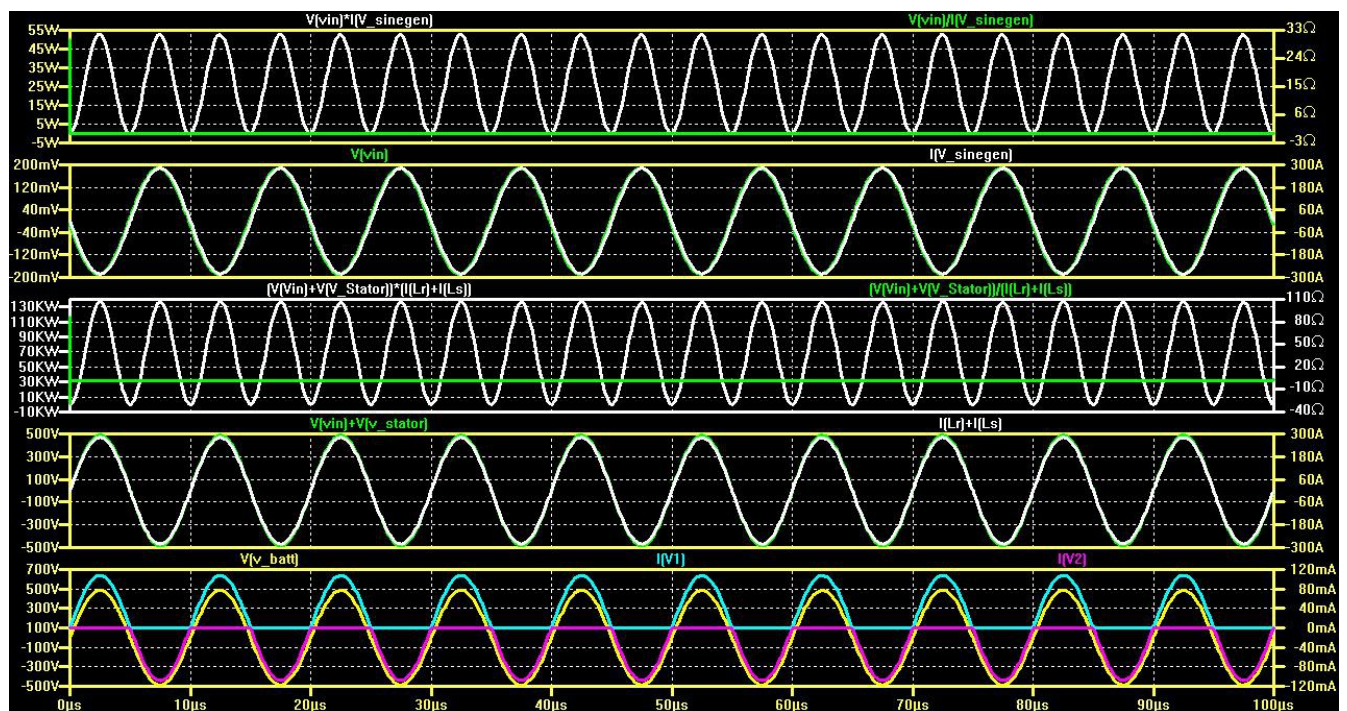 V(vin)*I(V_sinegen) V(vin)/I(V_sinegen)
55W 33Ω
45W 24Ω
35W
25W 15Ω
15W 6Ω
5W
-5W -3Ω
V(vin) I(V_sinegen)
200mV 300A
120mV 180A
40mV 60A
-40mV -60A
-120mV -180A
-200mV -300A
(V(Vin)+V(V_Stator))*(I(Lr)+I(Ls)) (V(Vin)+V(V_Stator))/(I(Lr)+I(Ls))
130KW 110Ω
110KW 80Ω
90KW
70KW 50Ω
50KW 20Ω
30KW
10KW -10Ω
-10KW -40Ω
V(vin)+V(v_stator) I(Lr)+I(Ls)
500V 300A
300V 180A
100V 60A
-100V -60A
-300V -180A
-500V -300A
V(v_batt) I(V1) I(V2)
700V 120mA
500V 80mA
300V 40mA
100V 0mA
-100V -40mA
-300V -80mA
-500V -120mA
0µs 10µs 20µs 30µs 40µs 50µs 60µs 70µs 80µs 90µs 100µs